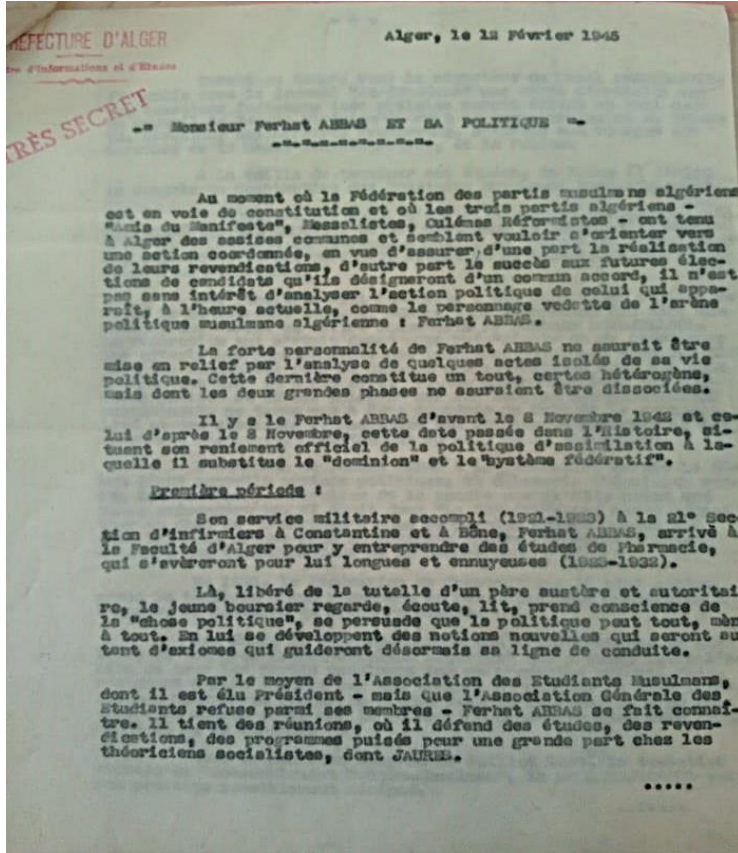 PREFECTURE D'ALGER
Centre d'Informations et d'Etudes
TRÈS SECRET
Alger, le 12 Février 1945
-= Monsieur Ferhat ABBAS ET SA POLITIQUE =-
-=-=-=-=-=-=-=-=-
Au moment où la Fédération des partis musulmans algériens
est en voie de constitution et où les trois partis algériens -
"Amis du Manifeste", Messalistes, Oulémas Réformistes - ont tenu
à Alger des assises communes et semblent vouloir s'orienter vers
une action coordonnée, en vue d'assurer, d'une part la réalisation
de leurs revendications, d'autre part le succès aux futures élec-
tions de candidats qu'ils désigneront d'un commun accord, il n'est
pas sans intérêt d'analyser l'action politique de celui qui appa-
raît, à l'heure actuelle, comme le personnage vedette de l'arène
politique musulmane algérienne : Ferhat ABBAS.
La forte personnalité de Ferhat ABBAS ne saurait être
mise en relief par l'analyse de quelques actes isolés de sa vie
politique. Cette dernière constitue un tout, certes hétérogène,
mais dont les deux grandes phases ne sauraient être dissociées.
Il y a le Ferhat ABBAS d'avant le 8 Novembre 1942 et ce-
lui d'après le 8 Novembre, cette date passée dans l'Histoire, si-
tuant son reniement officiel de la politique d'assimilation à la-
quelle il substitue le "dominion" et le "système fédératif".
Première période :
Son service militaire accompli (1921-1923) à la 21° Sec-
tion d'infirmiers à Constantine et à Bône, Ferhat ABBAS, arrive à
la Faculté d'Alger pour y entreprendre des études de Pharmacie,
qui s'avèreront pour lui longues et ennuyeuses (1923-1932).
Là, libéré de la tutelle d'un père austère et autoritai
re, le jeune boursier regarde, écoute, lit, prend conscience de
la "chose politique", se persuade que la politique peut tout, mèn
à tout. En lui se développent des notions nouvelles qui seront au
tant d'axiomes qui guideront désormais sa ligne de conduite.
Par le moyen de l'Association des Etudiants Musulmans,
dont il est élu Président - mais que l'Association Générale des
Etudiants refuse parmi ses membres - Ferhat ABBAS se fait connaî-
tre. Il tient des réunions, où il défend des études, des reven-
dications, des programmes puisés pour une grande part chez les
théoriciens socialistes, dont JAURES.
.....